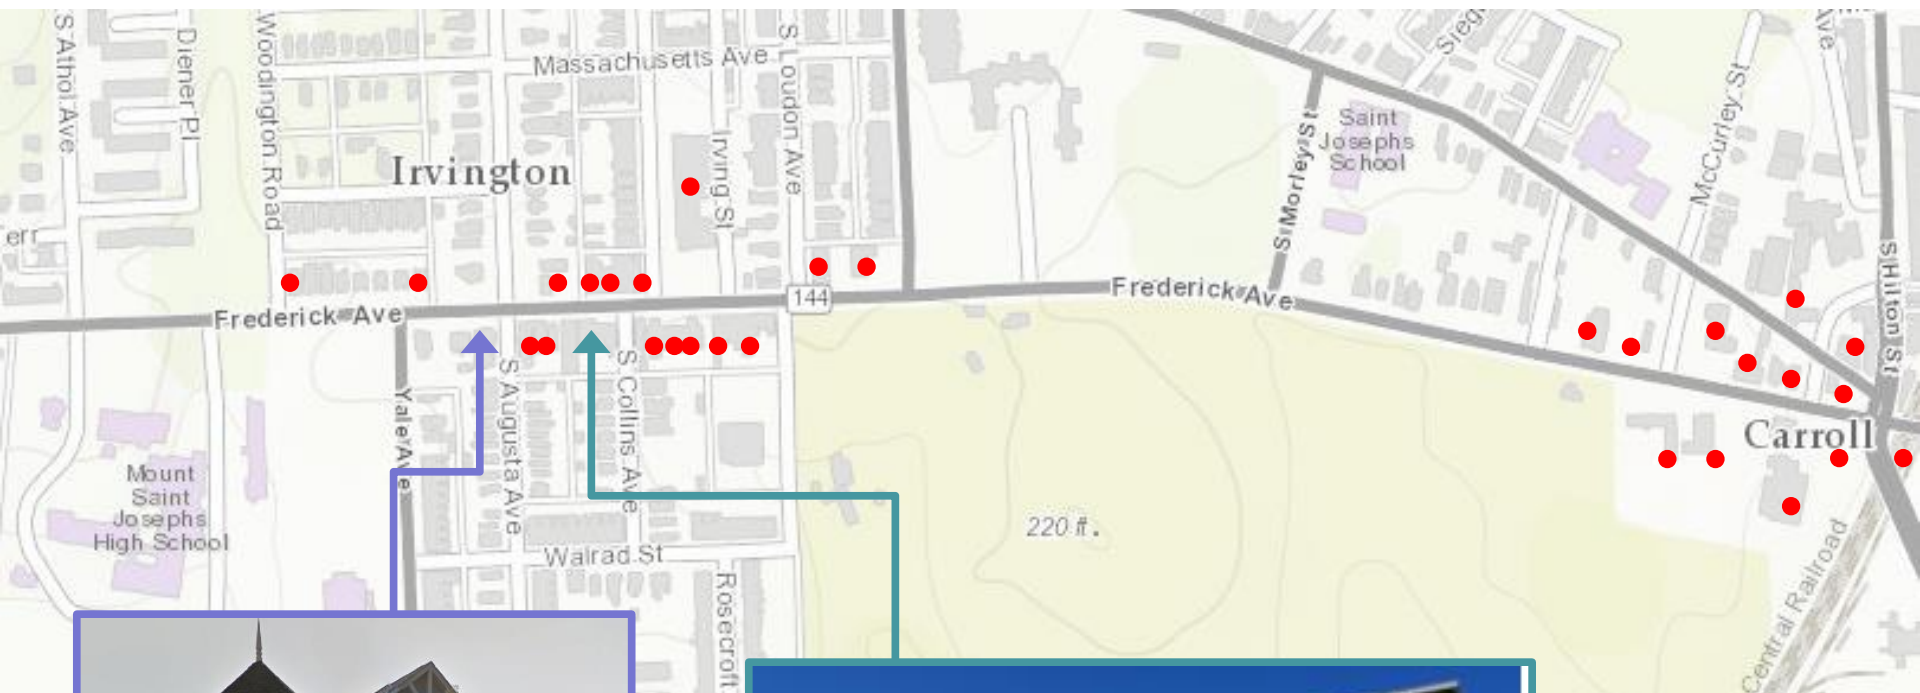 S Athol Ave
Diener Pl
Woodington Road
Massachusetts Ave
S Loudon Ave
Irving St
Irvington
err
Frederick Ave
144
Frederick Ave
S Morley St
Saint
Josephs
School
McCurley St
Ave
S Hilton St
Yale Ave
S Augusta Ave
S Collins Ave
Mount
Saint
Josephs
High School
Walrad St
Rosecroft
220 ft.
Carroll
Central Railroad